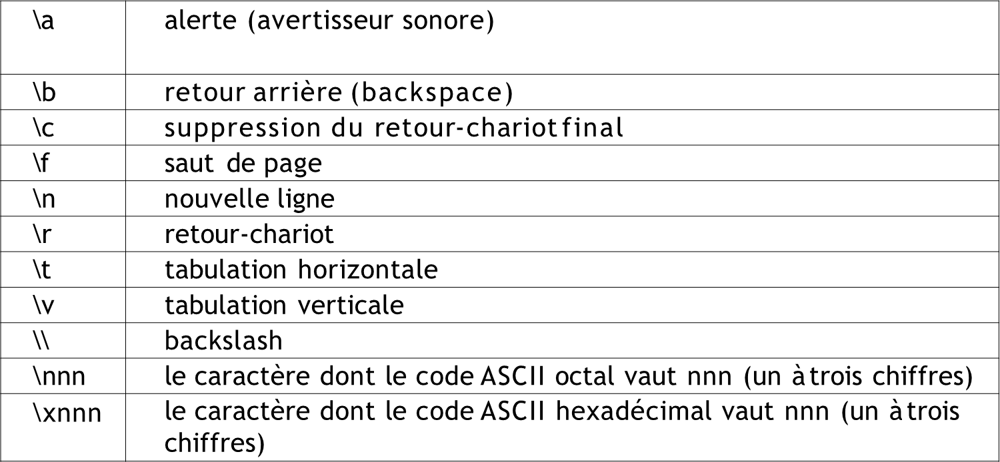 \a alerte (avertisseur sonore)
\b retour arrière (backspace)
\c suppression du retour-chariot final
\f saut de page
\n nouvelle ligne
\r retour-chariot
\t tabulation horizontale
\v tabulation verticale
\\ backslash
\nnn le caractère dont le code ASCII octal vaut nnn (un à trois chiffres)
\xnnn le caractère dont le code ASCII hexadécimal vaut nnn (un à trois
chiffres)